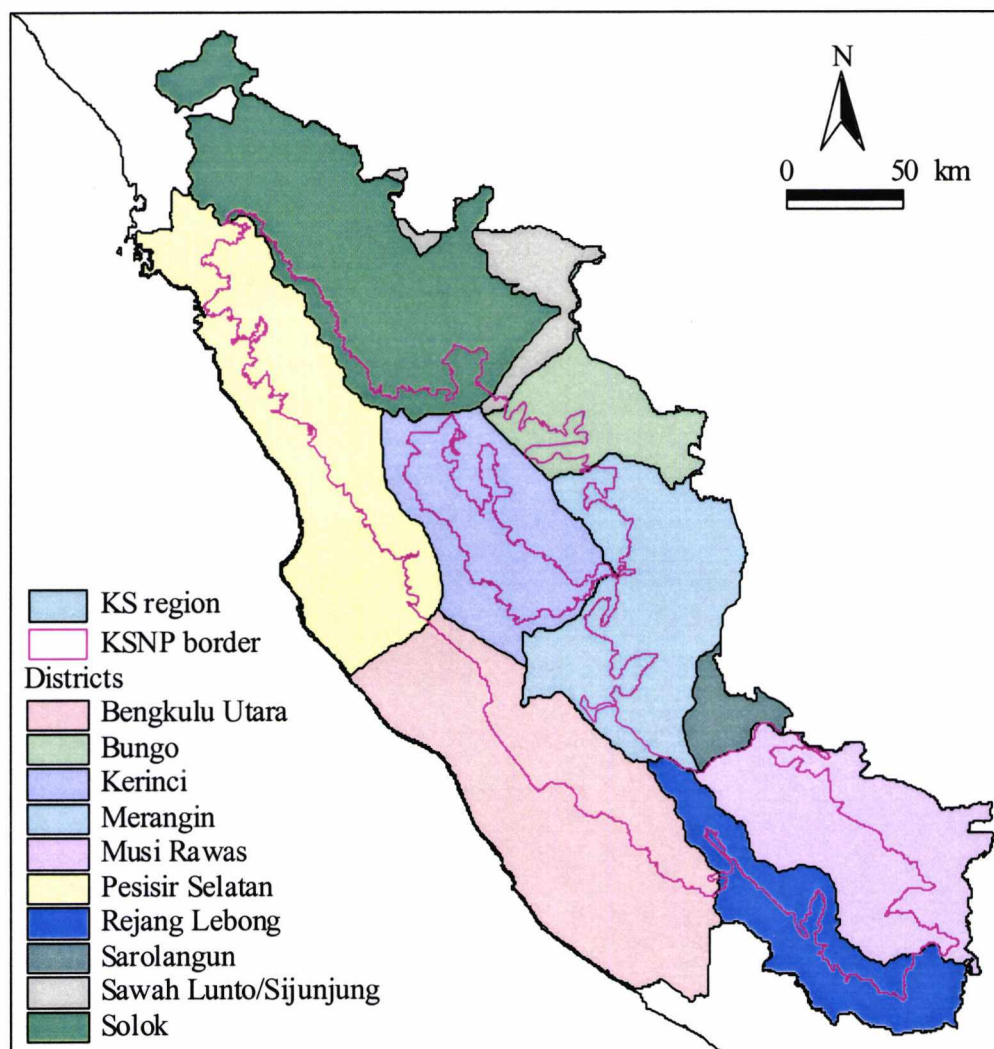 N
0 50 km
KS region
KSNP border
Districts
Bengkulu Utara
Bungo
Kerinci
Merangin
Musi Rawas
Pesisir Selatan
Rejang Lebong
Sarolangun
Sawah Lunto/Sijunjung
Solok